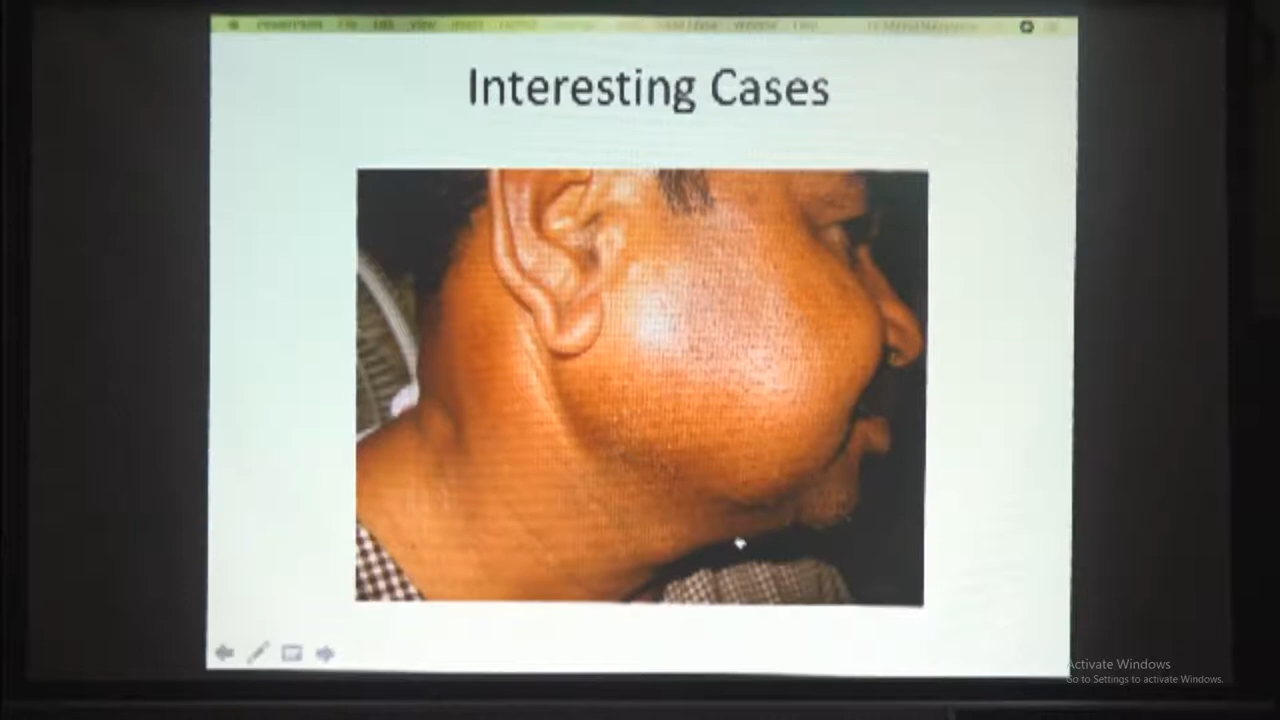 Interesting Cases
Activate Windows
Go to Settings to activate Windows.